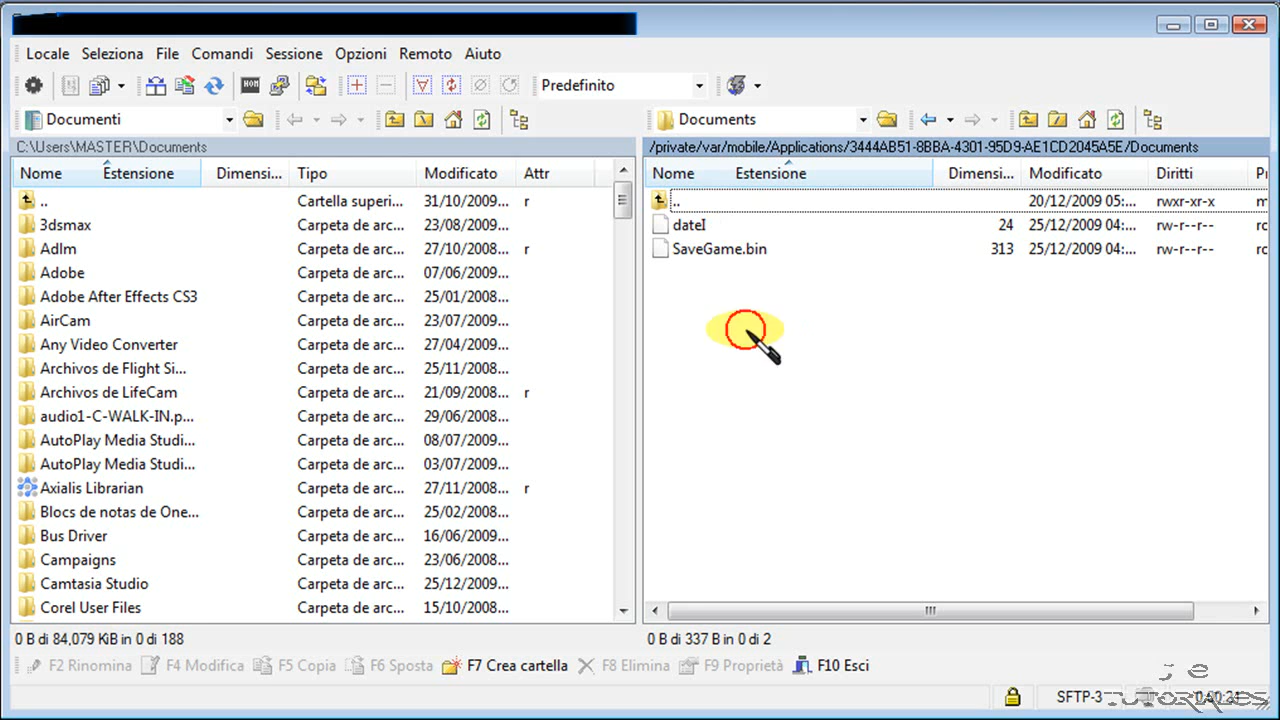 Locale Seleziona File Comandi Sessione Opzioni Remoto Aiuto
Predefinito
Documenti Documents
C:\Users\MASTER\Documents /private/var/mobile/Applications/3444AB51-8BBA-4301-95D9-AE1CD2045A5E/Documents
Nome Estensione Dimensi... Tipo Modificato Attr Nome Estensione Dimensi... Modificato Diritti
.. Cartella superi... 31/10/2009... r .. 20/12/2009 05:... rwxr-xr-x
3dsmax Carpeta de arc... 23/08/2009... dateI 24 25/12/2009 04:... rw-r--r--
Adlm Carpeta de arc... 27/10/2008... r SaveGame.bin 313 25/12/2009 04:... rw-r--r--
Adobe Carpeta de arc... 07/06/2009...
Adobe After Effects CS3 Carpeta de arc... 25/01/2008...
AirCam Carpeta de arc... 23/07/2009...
Any Video Converter Carpeta de arc... 27/04/2009...
Archivos de Flight Si... Carpeta de arc... 25/11/2008...
Archivos de LifeCam Carpeta de arc... 21/09/2008... r
audio1-C-WALK-IN.p... Carpeta de arc... 29/06/2008...
AutoPlay Media Studi... Carpeta de arc... 08/07/2009...
AutoPlay Media Studi... Carpeta de arc... 03/07/2009...
Axialis Librarian Carpeta de arc... 27/11/2008... r
Blocs de notas de One... Carpeta de arc... 25/02/2008...
Bus Driver Carpeta de arc... 16/06/2009...
Campaigns Carpeta de arc... 23/06/2008...
Camtasia Studio Carpeta de arc... 25/12/2009...
Corel User Files Carpeta de arc... 15/10/2008...
0 B di 84,079 KiB in 0 di 188 0 B di 337 B in 0 di 2
F2 Rinomina F4 Modifica F5 Copia F6 Sposta F7 Crea cartella F8 Elimina F9 Proprietà F10 Esci
SFTP-3
TUTORIALES